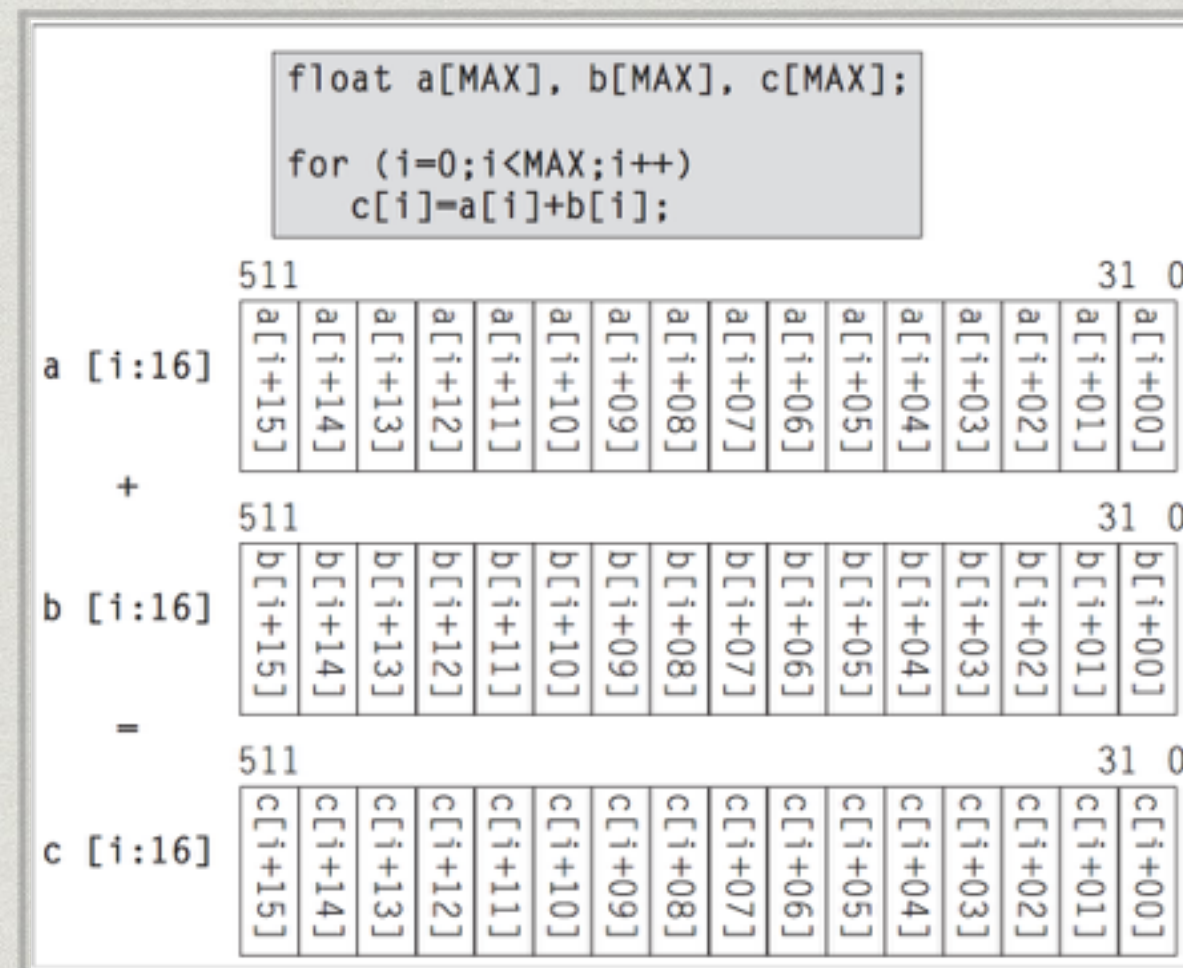 float a[MAX], b[MAX], c[MAX];
for (i=0;i<MAX;i++)
c[i]=a[i]+b[i];
511 31 0
a [i:16] a[i+15] a[i+14] a[i+13] a[i+12] a[i+11] a[i+10] a[i+09] a[i+08] a[i+07] a[i+06] a[i+05] a[i+04] a[i+03] a[i+02] a[i+01] a[i+00]
+
511 31 0
b [i:16] b[i+15] b[i+14] b[i+13] b[i+12] b[i+11] b[i+10] b[i+09] b[i+08] b[i+07] b[i+06] b[i+05] b[i+04] b[i+03] b[i+02] b[i+01] b[i+00]
=
511 31 0
c [i:16] c[i+15] c[i+14] c[i+13] c[i+12] c[i+11] c[i+10] c[i+09] c[i+08] c[i+07] c[i+06] c[i+05] c[i+04] c[i+03] c[i+02] c[i+01] c[i+00]